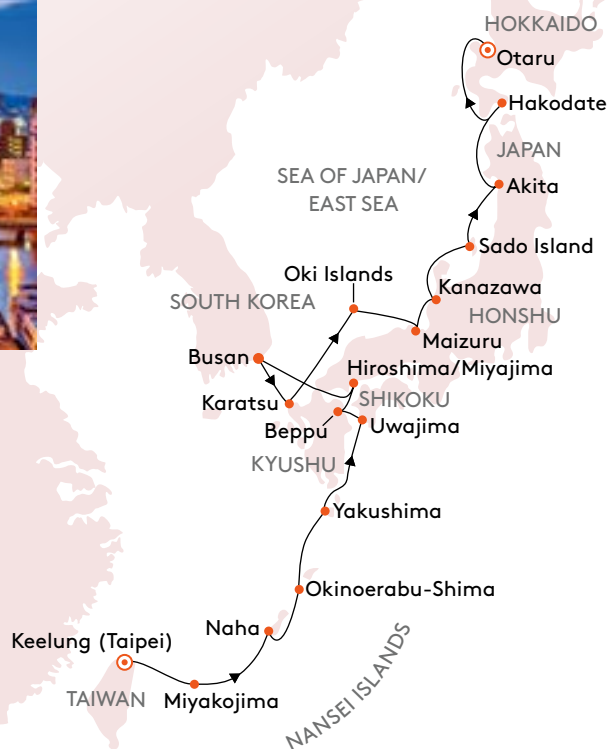 HOKKAIDO
Otaru
Hakodate
JAPAN
SEA OF JAPAN/
EAST SEA
Akita
Sado Island
Oki Islands
Kanazawa
SOUTH KOREA
HONSHU
Maizuru
Busan
Hiroshima/Miyajima
Karatsu
SHIKOKU
Beppu
Uwajima
KYUSHU
Yakushima
Okinoerabu-Shima
Naha
Keelung (Taipei)
TAIWAN
Miyakojima
NANSEI ISLANDS